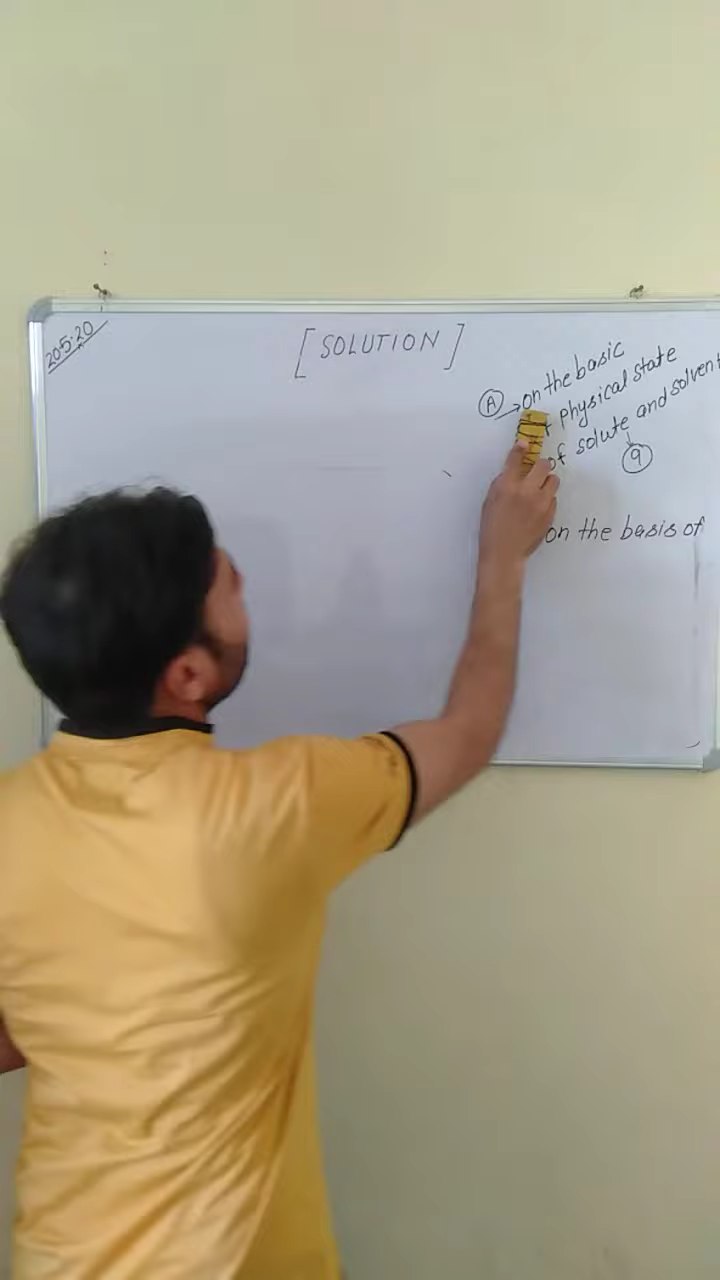 20.5.20
[SOLUTION]
A → on the basic
physical state
of solute and solvent
9
on the basis of